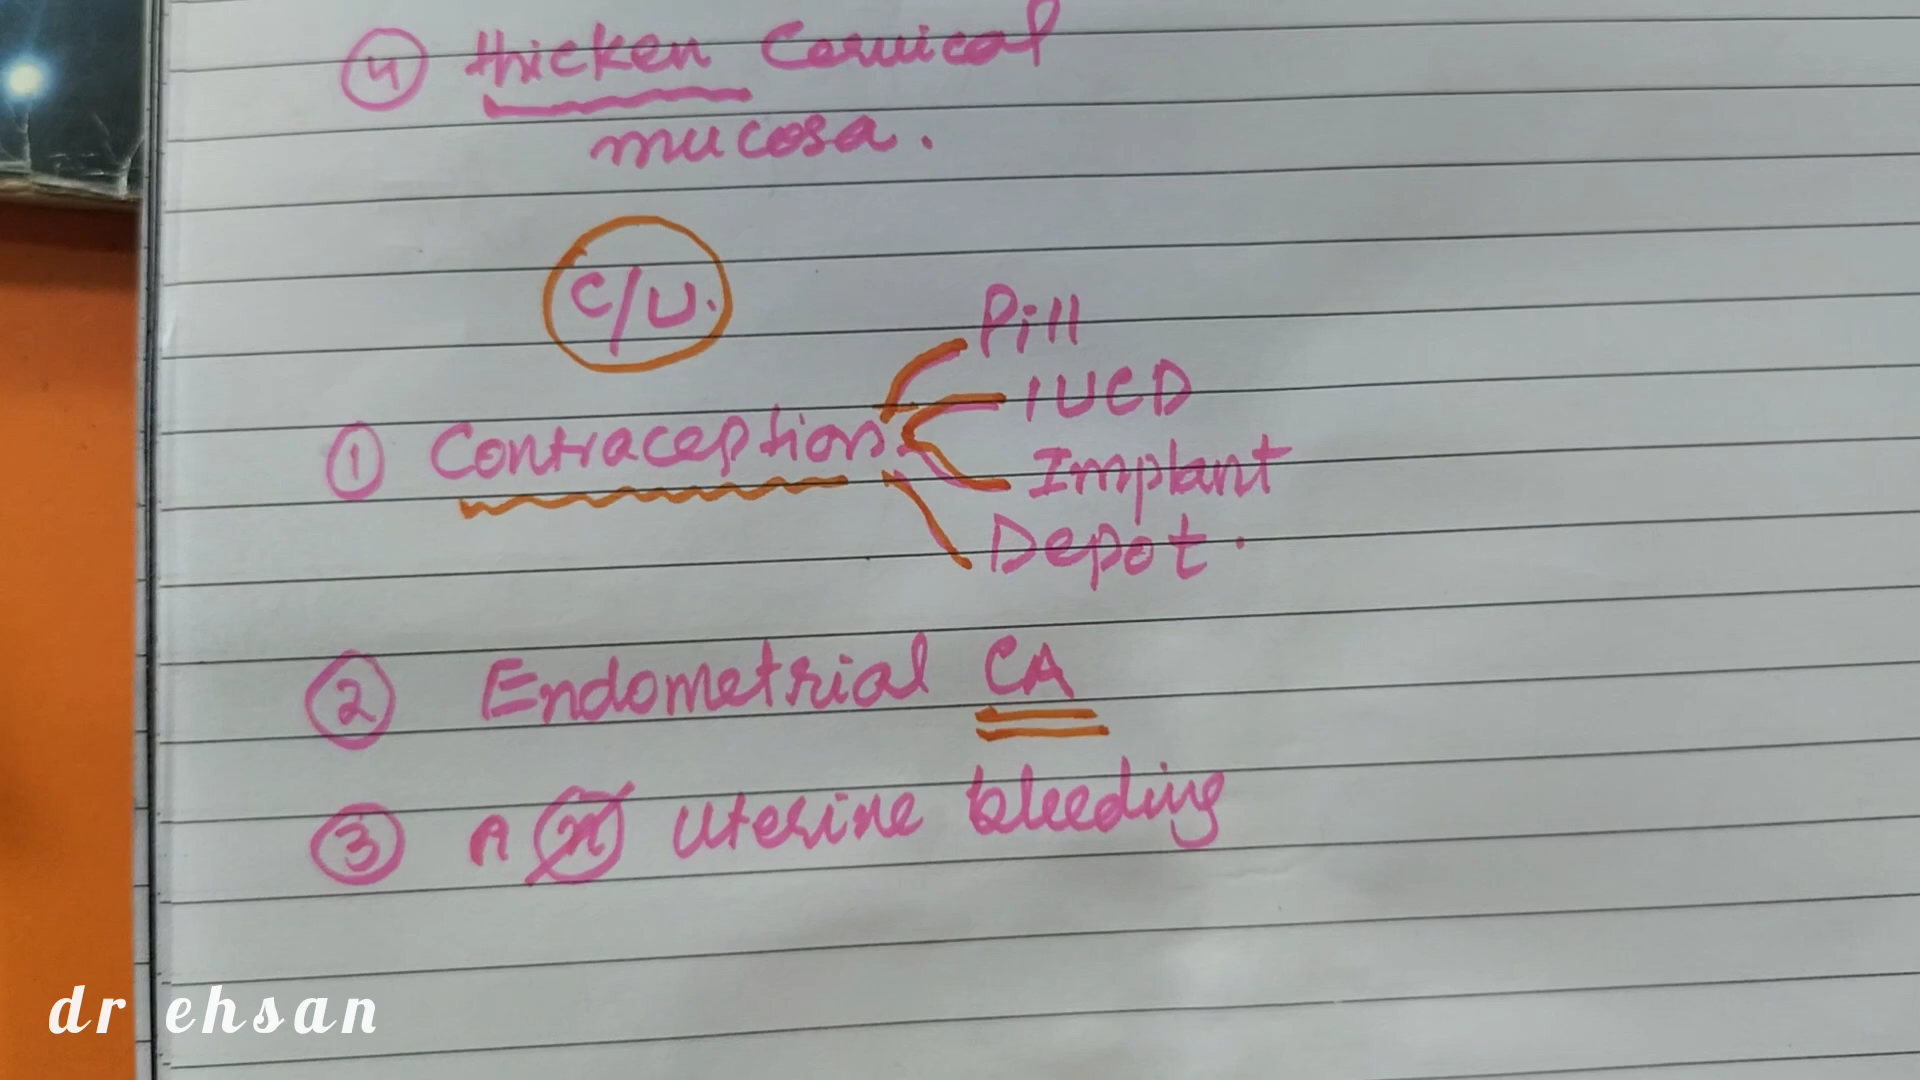 ④ thicken Cervical
mucosa.
C/U.
① Contraception
Pill
IUCD
Implant
Depot.
② Endometrial CA
③ A(n) Uterine bleeding
dr ehsan